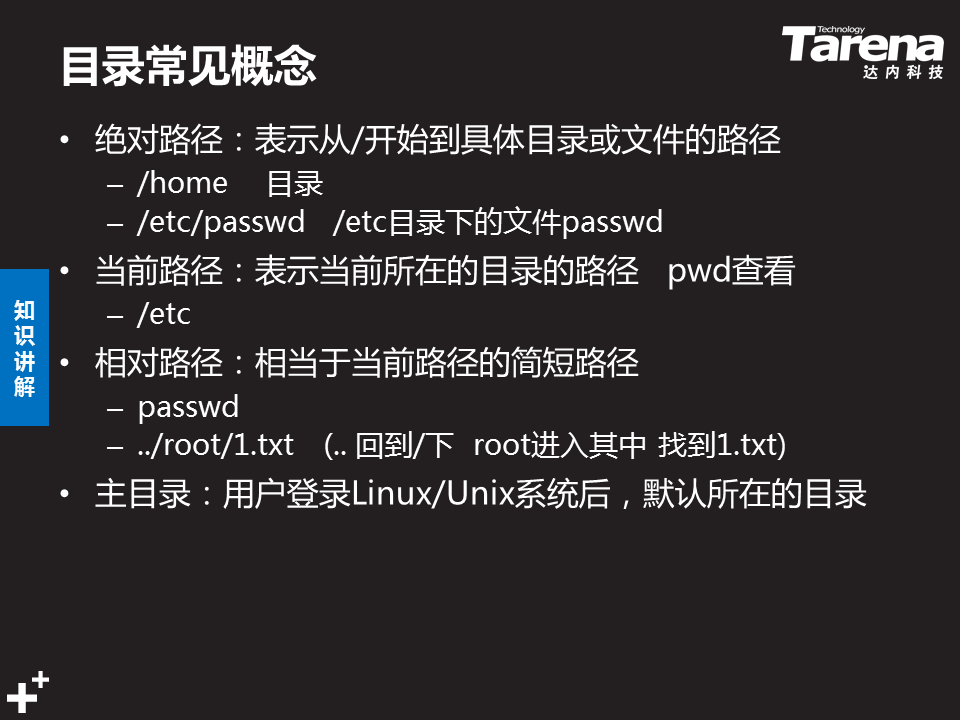 目录常见概念
Technology
Tarena
达内科技
• 绝对路径：表示从/开始到具体目录或文件的路径
– /home 目录
– /etc/passwd /etc目录下的文件passwd
• 当前路径：表示当前所在的目录的路径 pwd查看
– /etc
• 相对路径：相当于当前路径的简短路径
– passwd
– ../root/1.txt (.. 回到/下 root进入其中 找到1.txt)
• 主目录：用户登录Linux/Unix系统后，默认所在的目录
知识讲解